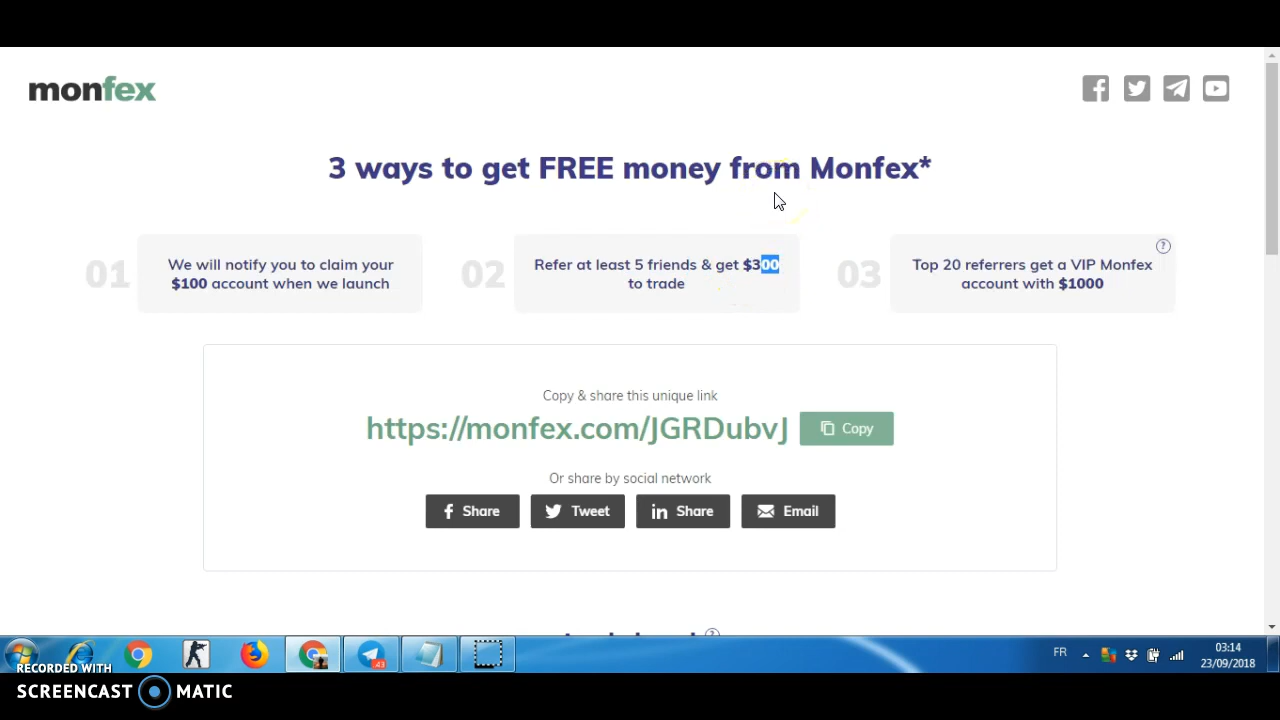 monfex
3 ways to get FREE money from Monfex*
01
We will notify you to claim your
$100 account when we launch
02
Refer at least 5 friends & get $300
to trade
03
?
Top 20 referrers get a VIP Monfex
account with $1000
Copy & share this unique link
https://monfex.com/JGRDubvJ
Copy
Or share by social network
Share
Tweet
in Share
Email
?
43
FR
03:14
23/09/2018
RECORDED WITH
SCREENCAST MATIC